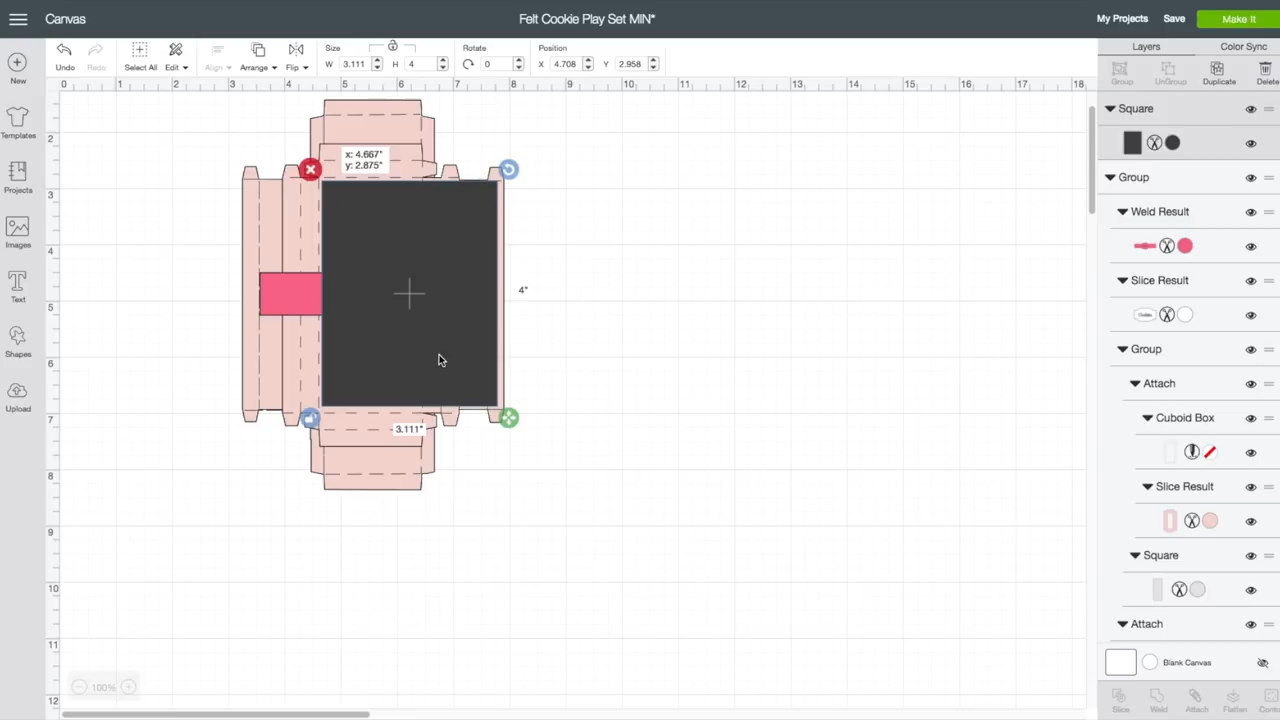 Canvas
Felt Cookie Play Set MIN*
My Projects Save Make It
Undo Redo Select All Edit Align Arrange Flip
Size
W 3.111 H 4
Rotate
0
Position
X 4.708 Y 2.958
Layers Color Sync
Group UnGroup Duplicate Delete
New
Templates
Projects
Images
Text
Shapes
Upload
0 1 2 3 4 5 6 7 8 9 10 11 12 13 14 15 16 17 18
2
3
4
5
6
7
8
9
10
11
12
x: 4.667"
y: 2.875"
4"
3.111"
100%
Square
Group
Weld Result
Slice Result
Group
Attach
Cuboid Box
Slice Result
Square
Attach
Blank Canvas
Slice Weld Attach Flatten